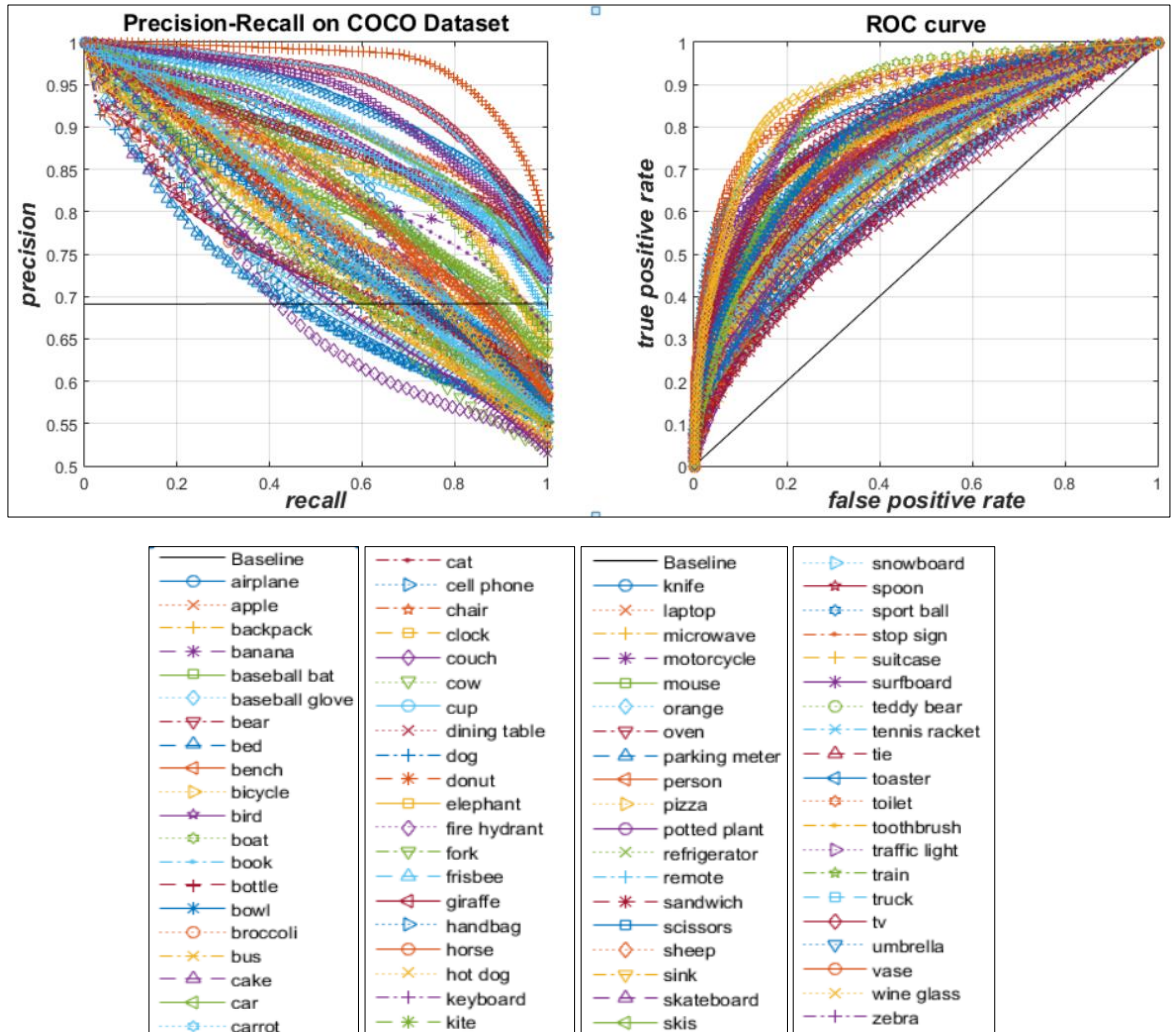 Precision-Recall on COCO Dataset
1
0.95
0.9
0.85
0.8
0.75
0.7
0.65
0.6
0.55
0.5
precision
0 0.2 0.4 0.6 0.8 1
recall
ROC curve
1
0.9
0.8
0.7
0.6
0.5
0.4
0.3
0.2
0.1
0
true positive rate
0 0.2 0.4 0.6 0.8 1
false positive rate
Baseline
airplane
apple
backpack
banana
baseball bat
baseball glove
bear
bed
bench
bicycle
bird
boat
book
bottle
bowl
broccoli
bus
cake
car
carrot
cat
cell phone
chair
clock
couch
cow
cup
dining table
dog
donut
elephant
fire hydrant
fork
frisbee
giraffe
handbag
horse
hot dog
keyboard
kite
Baseline
knife
laptop
microwave
motorcycle
mouse
orange
oven
parking meter
person
pizza
potted plant
refrigerator
remote
sandwich
scissors
sheep
sink
skateboard
skis
snowboard
spoon
sport ball
stop sign
suitcase
surfboard
teddy bear
tennis racket
tie
toaster
toilet
toothbrush
traffic light
train
truck
tv
umbrella
vase
wine glass
zebra